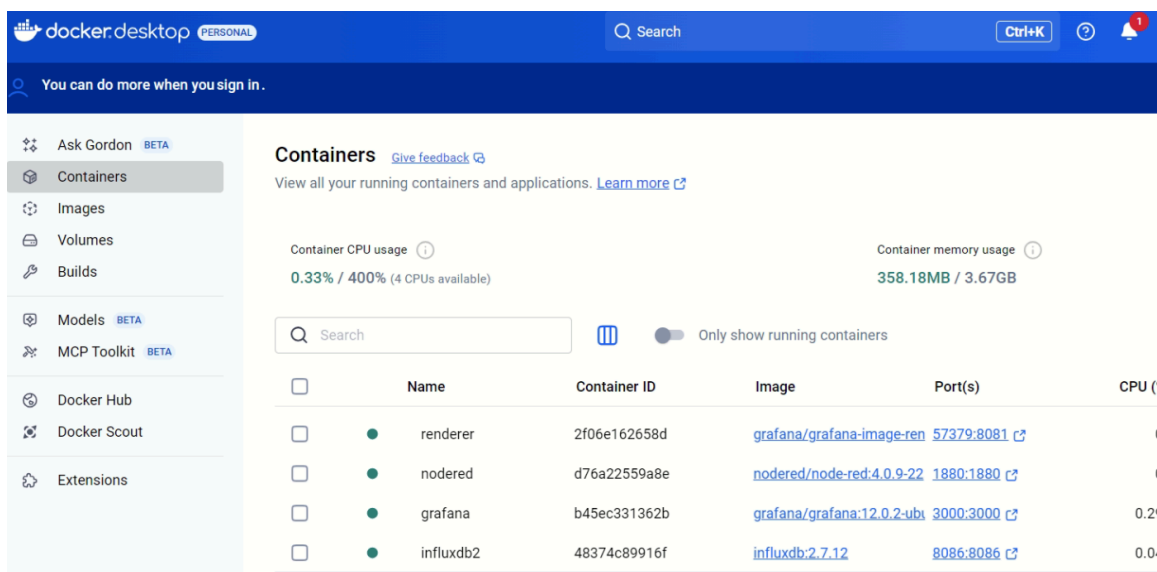 docker.desktop PERSONAL Search Ctrl+K 1
You can do more when you sign in.
Ask Gordon BETA
Containers
Images
Volumes
Builds
Models BETA
MCP Toolkit BETA
Docker Hub
Docker Scout
Extensions
Containers Give feedback
View all your running containers and applications. Learn more
Container CPU usage Container memory usage
0.33% / 400% (4 CPUs available) 358.18MB / 3.67GB
Search Only show running containers
Name Container ID Image Port(s) CPU (
renderer 2f06e162658d grafana/grafana-image-ren 57379:8081
nodered d76a22559a8e nodered/node-red:4.0.9-22 1880:1880
grafana b45ec331362b grafana/grafana:12.0.2-ubu 3000:3000 0.29
influxdb2 48374c89916f influxdb:2.7.12 8086:8086 0.04